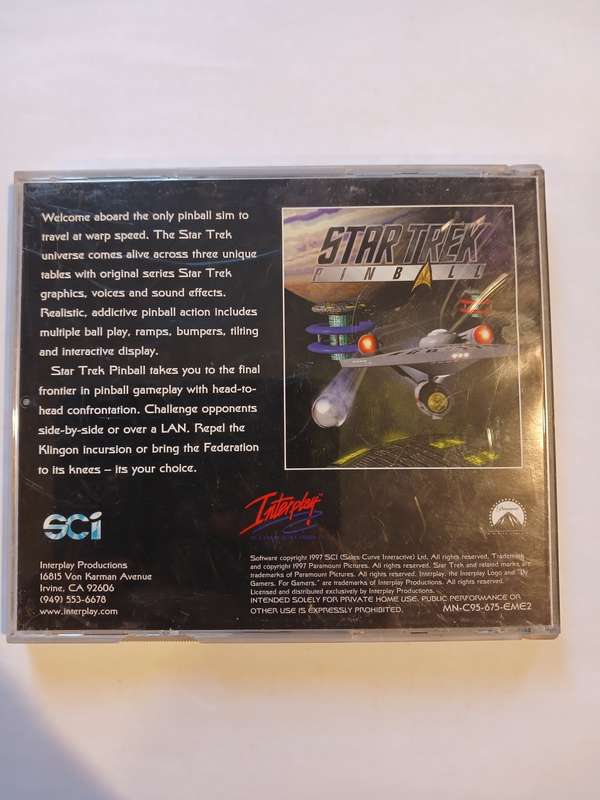 Welcome aboard the only pinball sim to
travel at warp speed. The Star Trek
universe comes alive across three unique
tables with original series Star Trek
graphics, voices and sound effects.
Realistic, addictive pinball action includes
multiple ball play, ramps, bumpers, tilting
and interactive display.
Star Trek Pinball takes you to the final
frontier in pinball gameplay with head-to-
head confrontation. Challenge opponents
side-by-side or over a LAN. Repel the
Klingon incursion or bring the Federation
to its knees – its your choice.
STAR TREK
PINBALL
SCi
Interplay
Paramount
Interplay Productions
16815 Von Karman Avenue
Irvine, CA 92606
(949) 553-6678
www.interplay.com
Software copyright 1997 SCI (Sales Curve Interactive) Ltd. All rights reserved. Trademark
and copyright 1997 Paramount Pictures. All rights reserved. Star Trek and related marks are
trademarks of Paramount Pictures. All rights reserved. Interplay, the Interplay Logo and "By
Gamers. For Gamers." are trademarks of Interplay Productions. All rights reserved.
Licensed and distributed exclusively by Interplay Productions.
INTENDED SOLELY FOR PRIVATE HOME USE. PUBLIC PERFORMANCE OR
OTHER USE IS EXPRESSLY PROHIBITED.
MN-C95-675-EME2